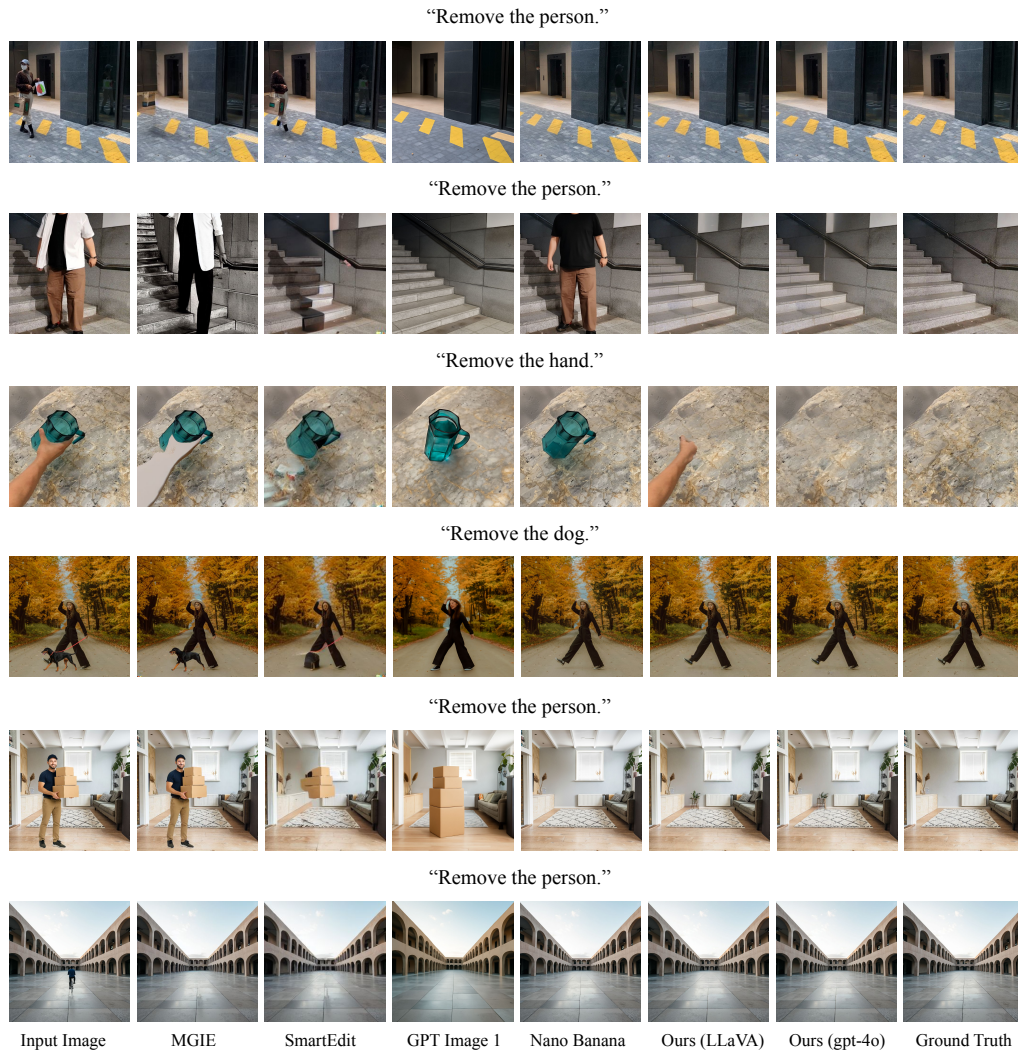 “Remove the person.”
“Remove the person.”
“Remove the hand.”
“Remove the dog.”
“Remove the person.”
“Remove the person.”
Input Image MGIE SmartEdit GPT Image 1 Nano Banana Ours (LLaVA) Ours (gpt-4o) Ground Truth